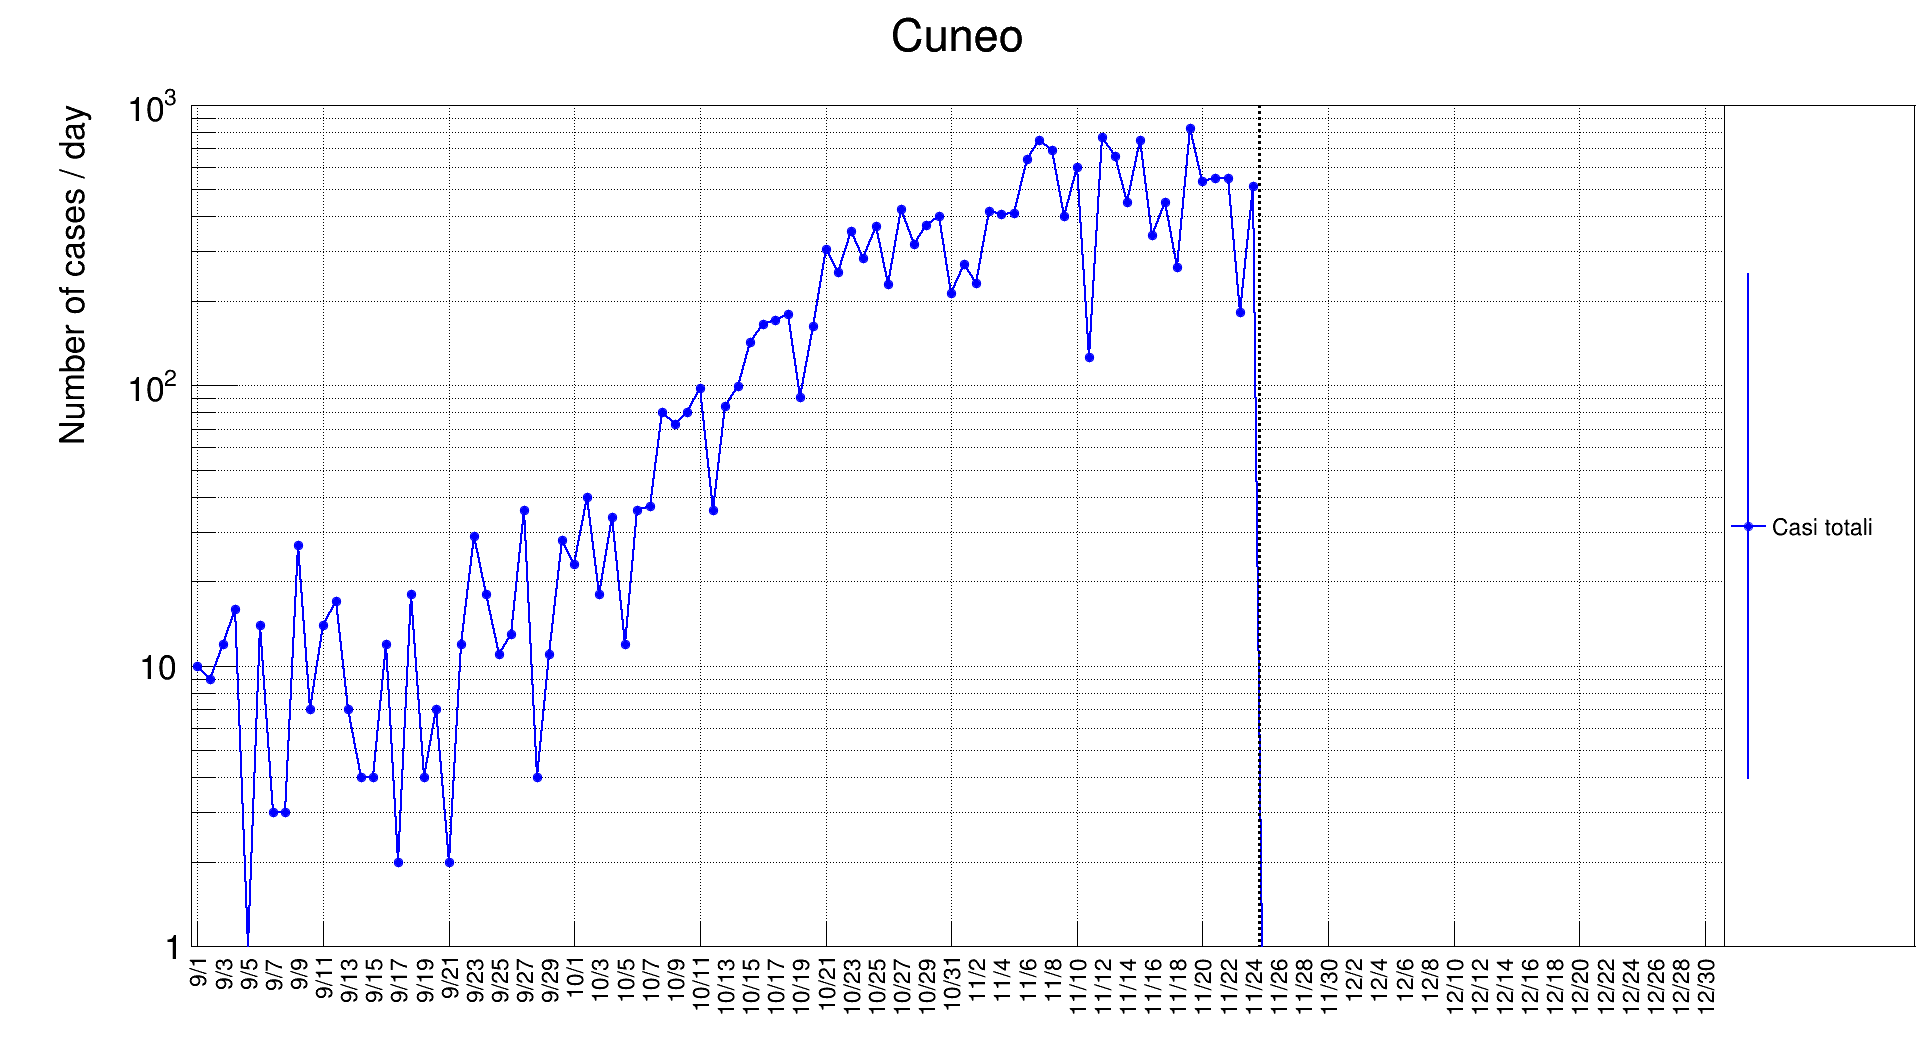 Cuneo
Number of cases / day
10³
10²
10
1
9/1 9/3 9/5 9/7 9/9 9/11 9/13 9/15 9/17 9/19 9/21 9/23 9/25 9/27 9/29 10/1 10/3 10/5 10/7 10/9 10/11 10/13 10/15 10/17 10/19 10/21 10/23 10/25 10/27 10/29 10/31 11/2 11/4 11/6 11/8 11/10 11/12 11/14 11/16 11/18 11/20 11/22 11/24 11/26 11/28 11/30 12/2 12/4 12/6 12/8 12/10 12/12 12/14 12/16 12/18 12/20 12/22 12/24 12/26 12/28 12/30
Casi totali